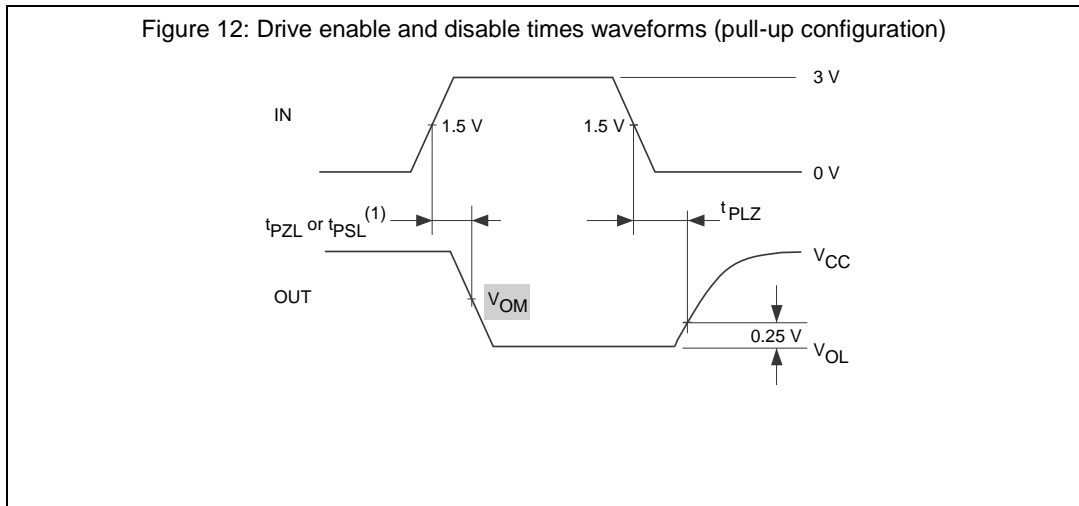 Figure 12: Drive enable and disable times waveforms (pull-up configuration)
3 V
IN
1.5 V
1.5 V
0 V
tPZL or tPSL(1)
tPLZ
VCC
OUT
VOM
0.25 V
VOL